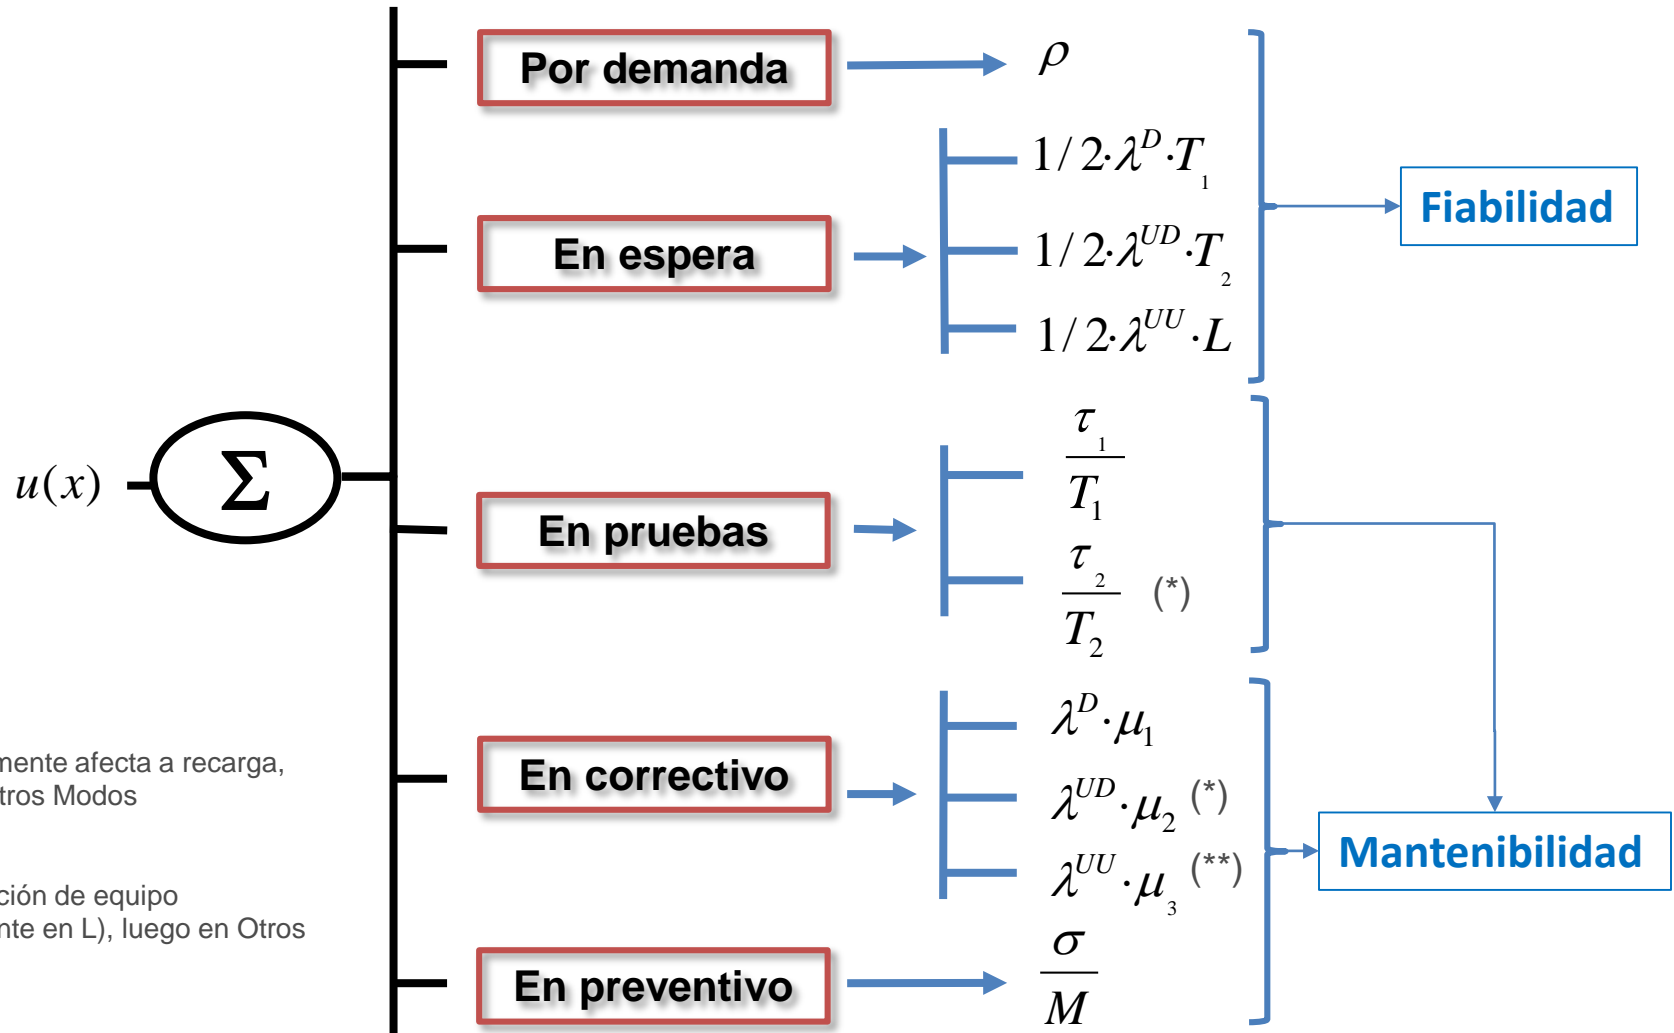 Por demanda
ρ
1/2·λ^D·T_1
En espera
1/2·λ^UD·T_2
1/2·λ^UU·L
Fiabilidad
u(x)
Σ
En pruebas
τ_1
T_1
τ_2
T_2
(*)
En correctivo
λ^D·μ_1
λ^UD·μ_2 (*)
λ^UU·μ_3 (**)
Mantenibilidad
En preventivo
σ
M
mente afecta a recarga,
tros Modos
ción de equipo
nte en L), luego en Otros